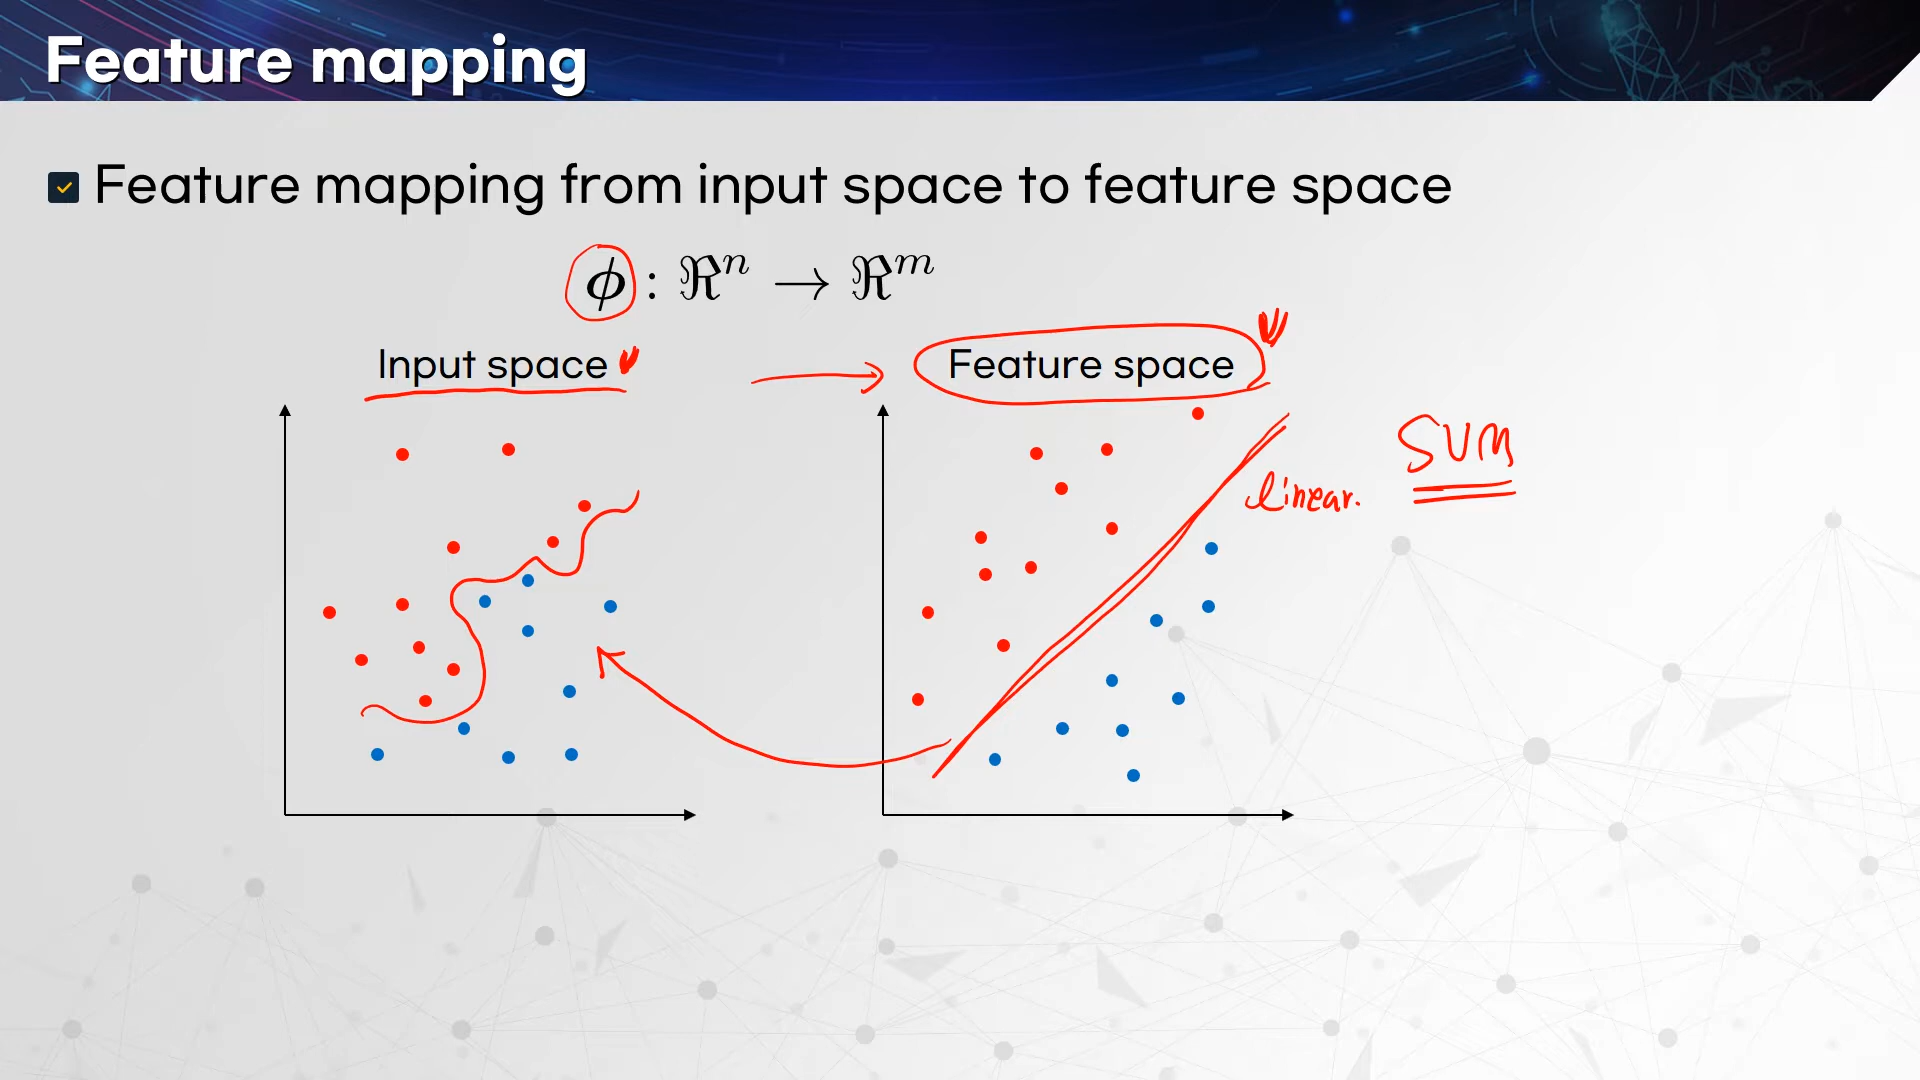 Feature mapping
Feature mapping from input space to feature space
ϕ : ℜⁿ → ℜᵐ
Input space
Feature space
SVM
linear.